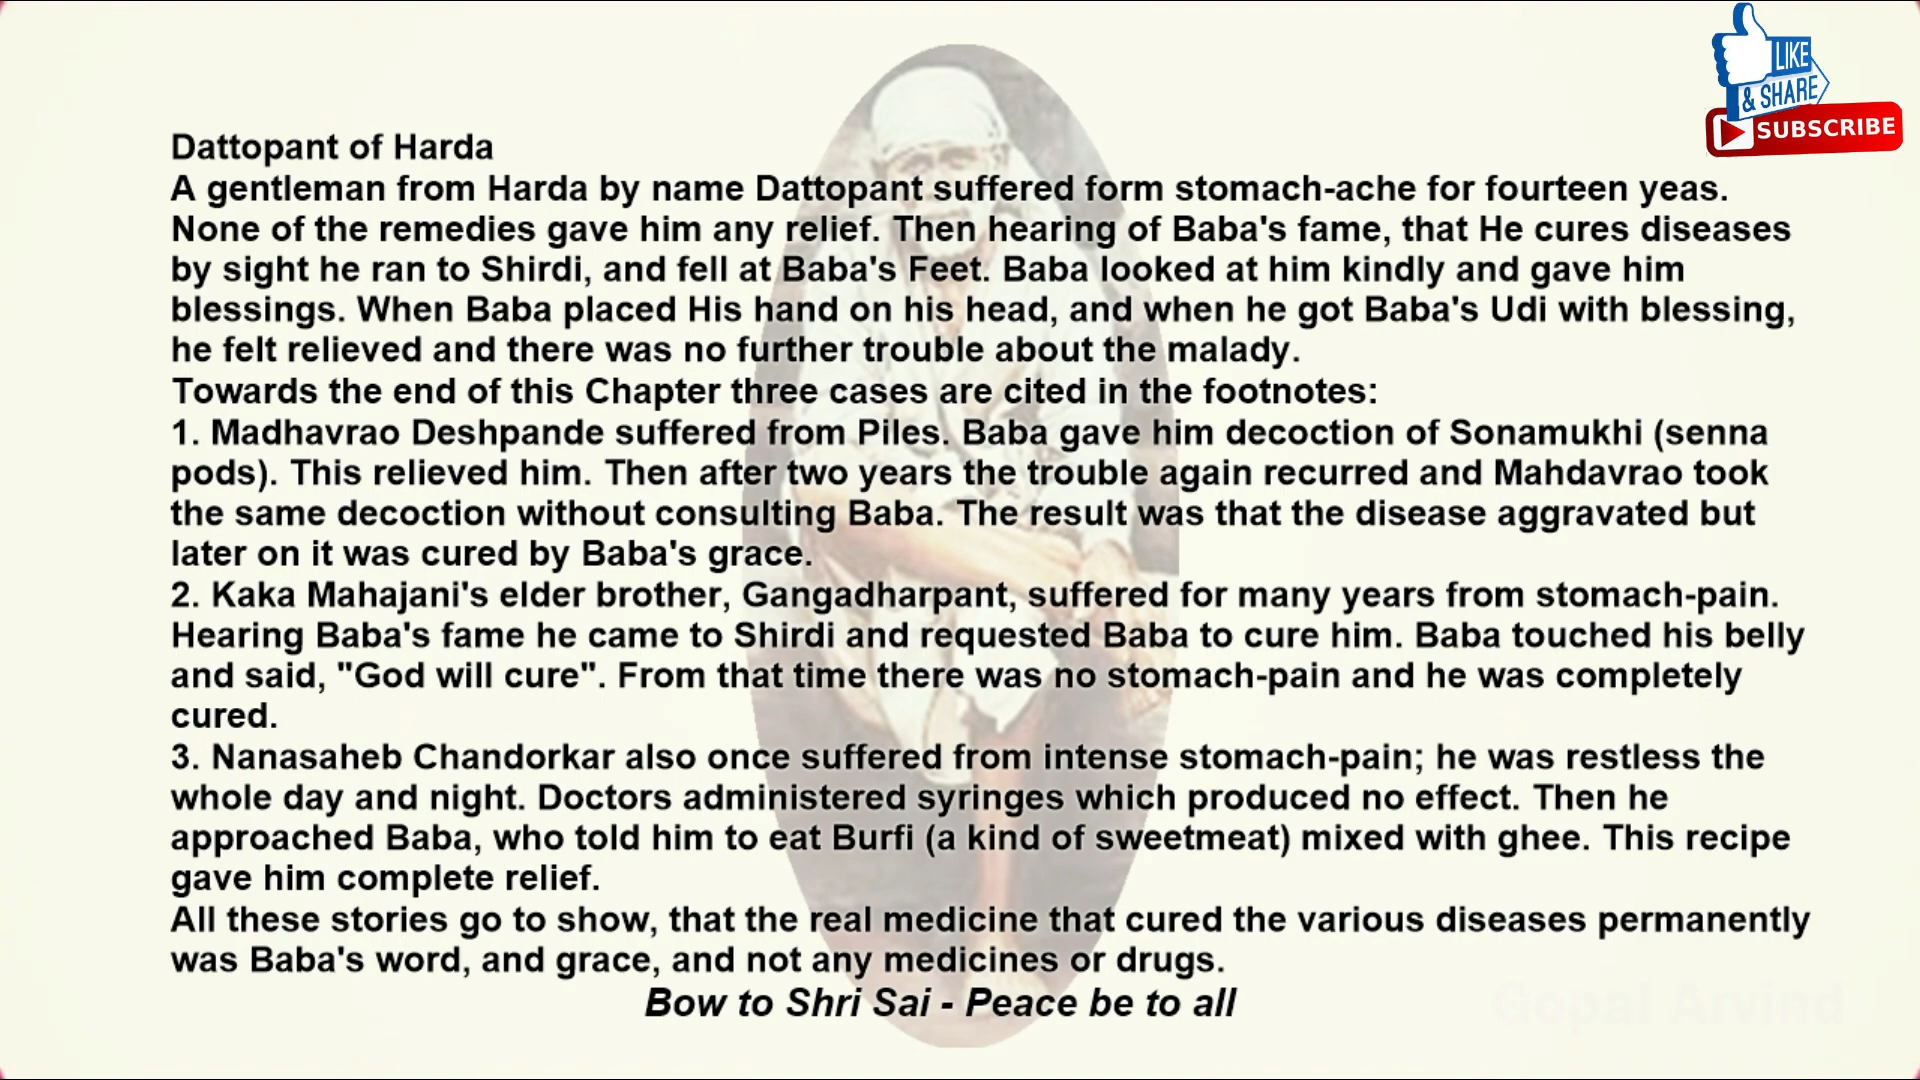 LIKE
& SHARE
SUBSCRIBE
Dattopant of Harda
A gentleman from Harda by name Dattopant suffered form stomach-ache for fourteen yeas.
None of the remedies gave him any relief. Then hearing of Baba's fame, that He cures diseases
by sight he ran to Shirdi, and fell at Baba's Feet. Baba looked at him kindly and gave him
blessings. When Baba placed His hand on his head, and when he got Baba's Udi with blessing,
he felt relieved and there was no further trouble about the malady.
Towards the end of this Chapter three cases are cited in the footnotes:
1. Madhavrao Deshpande suffered from Piles. Baba gave him decoction of Sonamukhi (senna
pods). This relieved him. Then after two years the trouble again recurred and Mahdavrao took
the same decoction without consulting Baba. The result was that the disease aggravated but
later on it was cured by Baba's grace.
2. Kaka Mahajani's elder brother, Gangadharpant, suffered for many years from stomach-pain.
Hearing Baba's fame he came to Shirdi and requested Baba to cure him. Baba touched his belly
and said, "God will cure". From that time there was no stomach-pain and he was completely
cured.
3. Nanasaheb Chandorkar also once suffered from intense stomach-pain; he was restless the
whole day and night. Doctors administered syringes which produced no effect. Then he
approached Baba, who told him to eat Burfi (a kind of sweetmeat) mixed with ghee. This recipe
gave him complete relief.
All these stories go to show, that the real medicine that cured the various diseases permanently
was Baba's word, and grace, and not any medicines or drugs.
Bow to Shri Sai - Peace be to all
Gopal Arvind